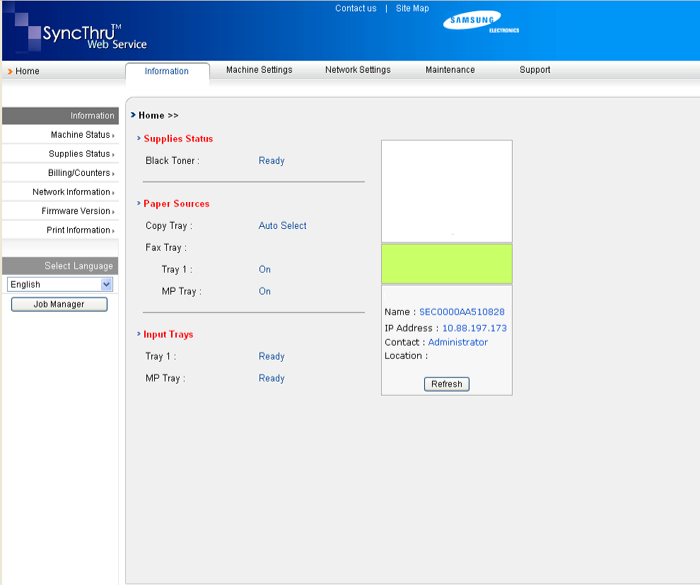 Contact us | Site Map
SAMSUNG
ELECTRONICS
SyncThru™
Web Service
Home
Information
Machine Settings
Network Settings
Maintenance
Support
Information
Machine Status
Supplies Status
Billing/Counters
Network Information
Firmware Version
Print Information
Select Language
English
Job Manager
Home >>
Supplies Status
Black Toner : Ready
Paper Sources
Copy Tray : Auto Select
Fax Tray :
Tray 1 : On
MP Tray : On
Input Trays
Tray 1 : Ready
MP Tray : Ready
Name : SEC0000AA510828
IP Address : 10.88.197.173
Contact : Administrator
Location :
Refresh